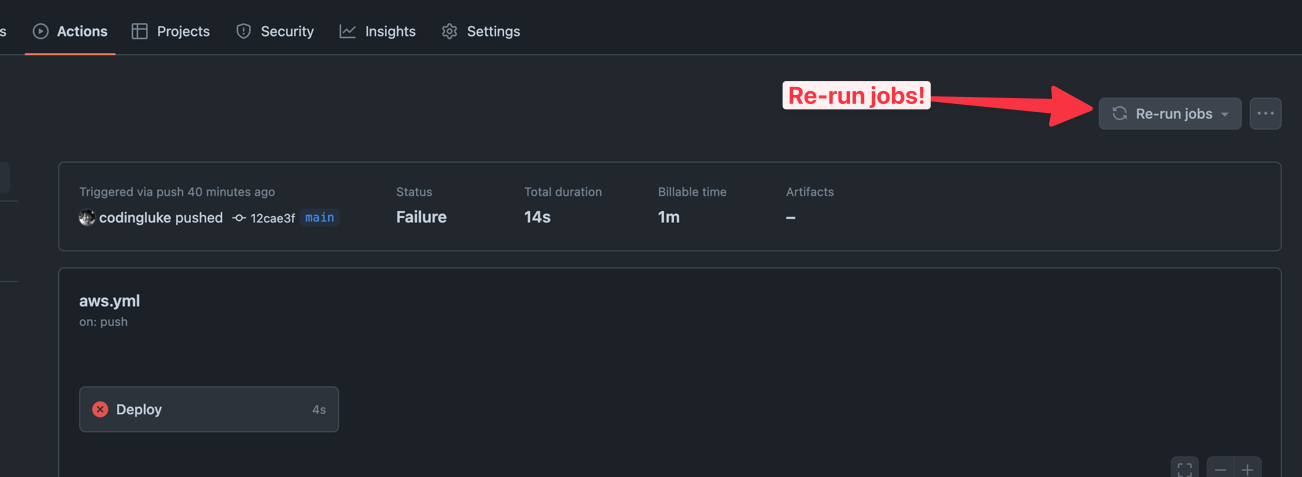 s Actions Projects Security Insights Settings
Re-run jobs!
Re-run jobs
Triggered via push 40 minutes ago
codingluke pushed 12cae3f main
Status
Failure
Total duration
14s
Billable time
1m
Artifacts
–
aws.yml
on: push
Deploy 4s